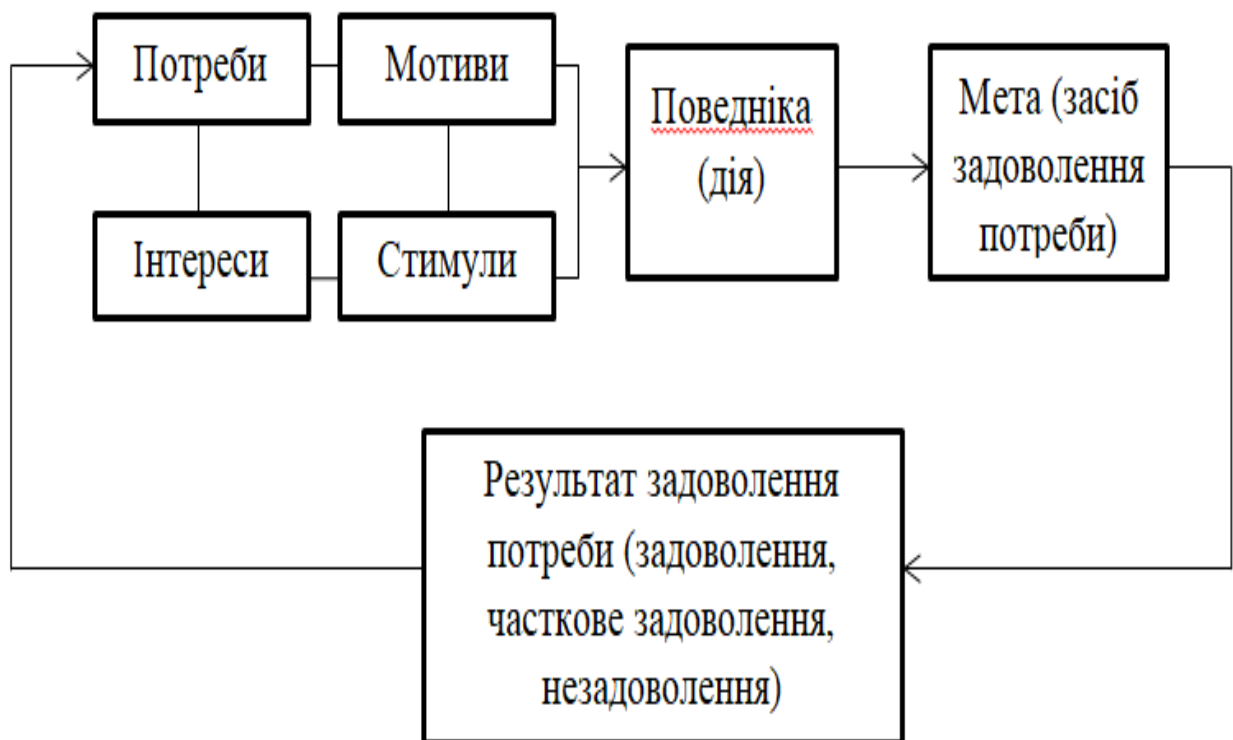 Потреби
Мотиви
Інтереси
Стимули
Поведніка
(дія)
Мета (засіб
задоволення
потреби)
Результат задоволення
потреби (задоволення,
часткове задоволення,
незадоволення)